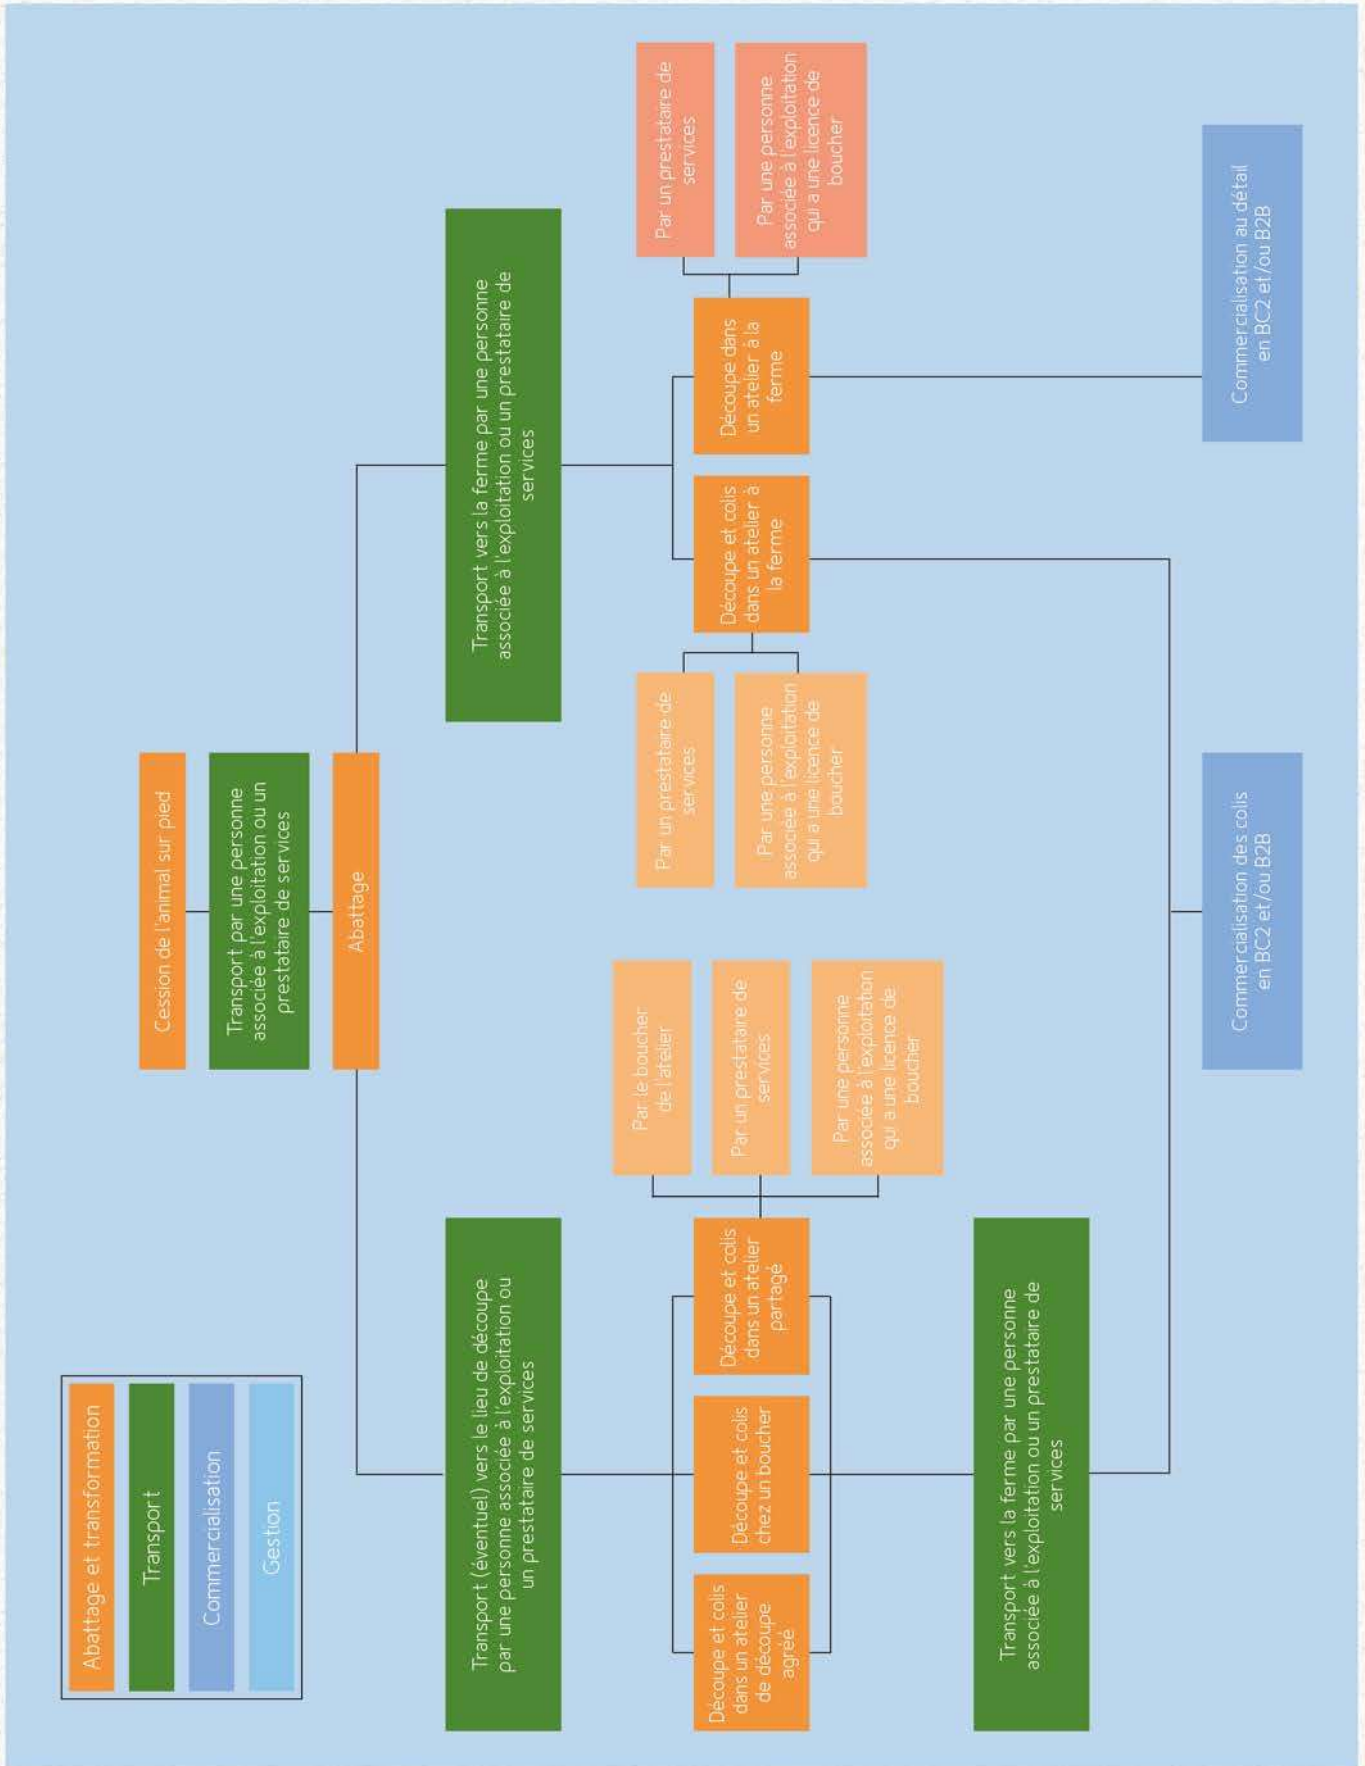 Abattage et transformation
Transport
Commercialisation
Gestion
Cession de l'animal sur pied
Transport par une personne
associée à l'exploitation ou un
prestataire de services
Abattage
Transport (éventuel) vers le lieu de découpe
par une personne associée à l'exploitation ou
un prestataire de services
Transport vers la ferme par une personne
associée à l'exploitation ou un prestataire de
services
Découpe et colis
dans un atelier
de découpe
agréé
Découpe et colis
chez un boucher
Découpe et colis
dans un atelier
partagé
Par le boucher
de l'atelier
Par un prestataire de
services
Par une personne
associée à l'exploitation
qui a une licence de
boucher
Par un prestataire de
services
Par une personne
associée à l'exploitation
qui a une licence de
boucher
Découpe et colis
dans un atelier à
la ferme
Découpe dans
un atelier à la
ferme
Par un prestataire de
services
Par une personne
associée à l'exploitation
qui a une licence de
boucher
Transport vers la ferme par une personne
associée à l'exploitation ou un prestataire de
services
Commercialisation des colis
en BC2 et/ou B2B
Commercialisation au détail
en BC2 et/ou B2B